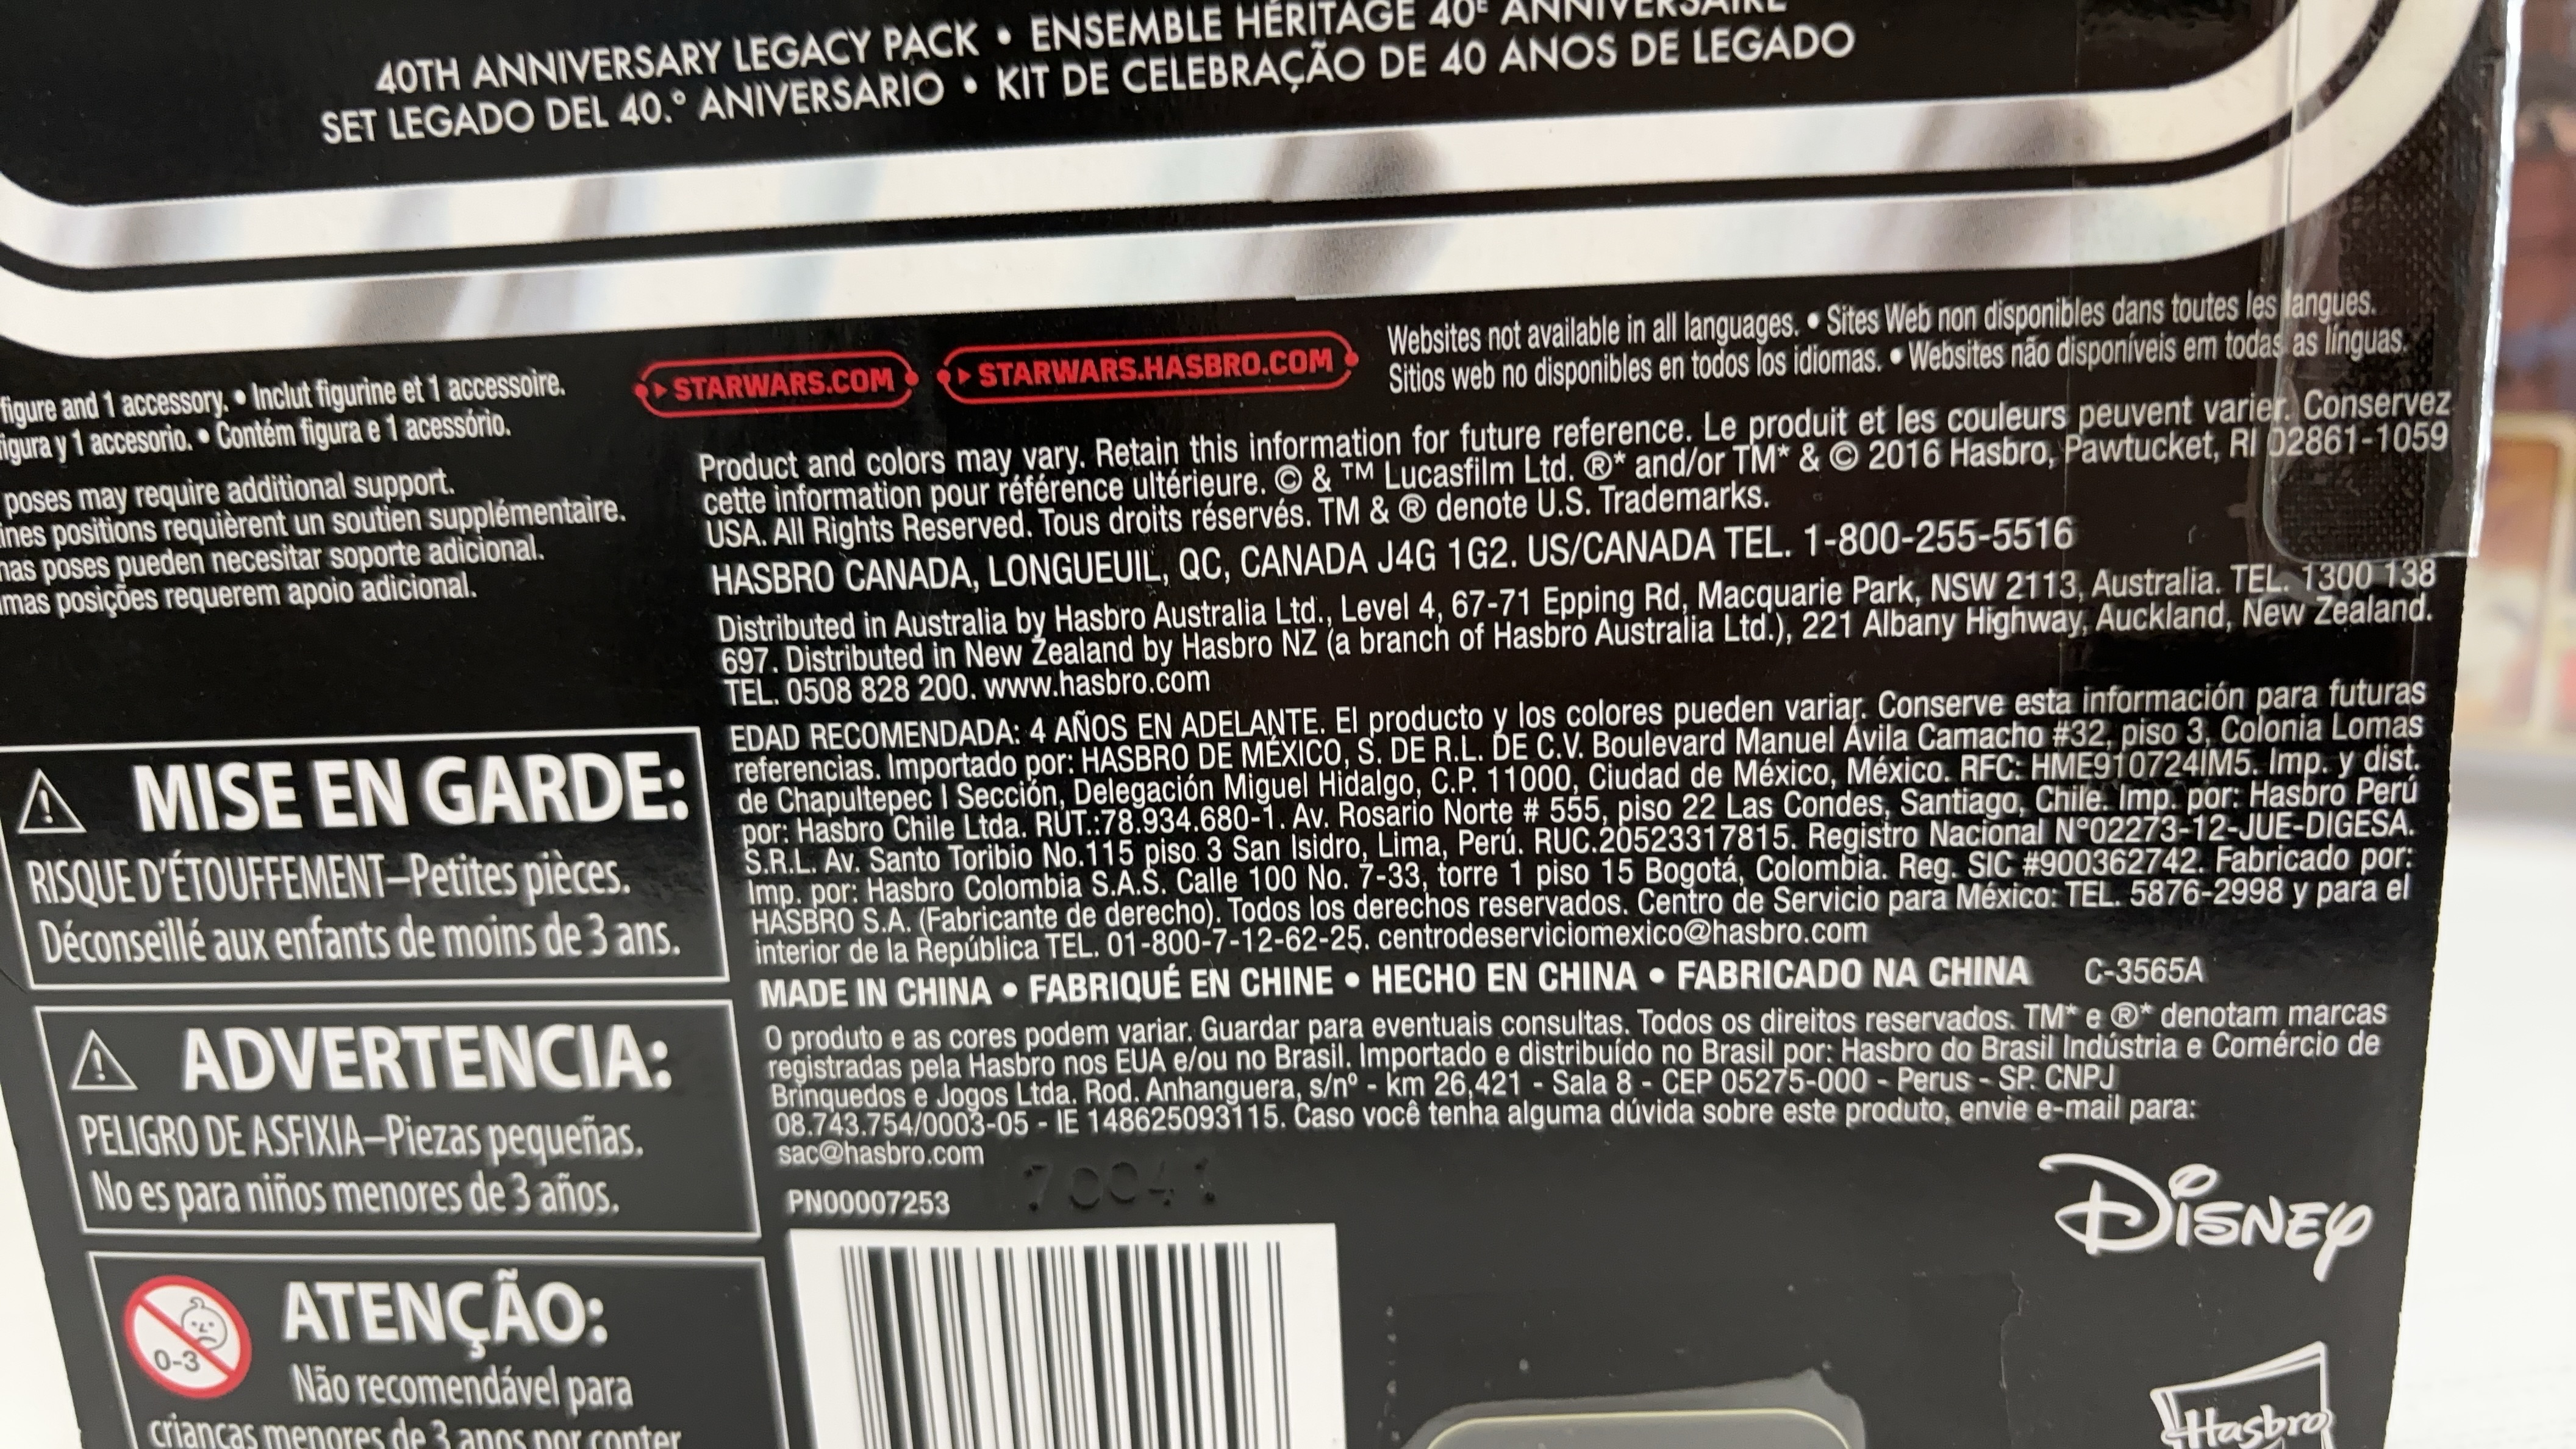 40TH ANNIVERSARY LEGACY PACK • ENSEMBLE HÉRITAGE 40E ANNIVERSAIRE
SET LEGADO DEL 40.° ANIVERSARIO • KIT DE CELEBRAÇÃO DE 40 ANOS DE LEGADO
figure and 1 accessory. • Inclut figurine et 1 accessoire.
figura y 1 accesorio. • Contém figura e 1 acessório.
poses may require additional support.
ines positions requièrent un soutien supplémentaire.
nas poses pueden necesitar soporte adicional.
mas posições requerem apoio adicional.
STARWARS.COM
STARWARS.HASBRO.COM
Websites not available in all languages. • Sites Web non disponibles dans toutes les langues.
Sitios web no disponibles en todos los idiomas. • Websites não disponíveis em todas as línguas.
Product and colors may vary. Retain this information for future reference. Le produit et les couleurs peuvent varier. Conservez
cette information pour référence ultérieure. © & ™ Lucasfilm Ltd. ®* and/or TM* & © 2016 Hasbro, Pawtucket, RI 02861-1059
USA. All Rights Reserved. Tous droits réservés. TM & ® denote U.S. Trademarks.
HASBRO CANADA, LONGUEUIL, QC, CANADA J4G 1G2. US/CANADA TEL. 1-800-255-5516
Distributed in Australia by Hasbro Australia Ltd., Level 4, 67-71 Epping Rd, Macquarie Park, NSW 2113, Australia. TEL. 1300 138
697. Distributed in New Zealand by Hasbro NZ (a branch of Hasbro Australia Ltd.), 221 Albany Highway, Auckland, New Zealand.
TEL. 0508 828 200. www.hasbro.com
EDAD RECOMENDADA: 4 AÑOS EN ADELANTE. El producto y los colores pueden variar. Conserve esta información para futuras
referencias. Importado por: HASBRO DE MÉXICO, S. DE R.L. DE C.V. Boulevard Manuel Ávila Camacho #32, piso 3, Colonia Lomas
de Chapultepec I Sección, Delegación Miguel Hidalgo, C.P. 11000, Ciudad de México, México. RFC: HME910724IM5. Imp. y dist.
por: Hasbro Chile Ltda. RUT.:78.934.680-1. Av. Rosario Norte # 555, piso 22 Las Condes, Santiago, Chile. Imp. por: Hasbro Perú
S.R.L. Av. Santo Toribio No.115 piso 3 San Isidro, Lima, Perú. RUC.20523317815. Registro Nacional N°02273-12-JUE-DIGESA.
Imp. por: Hasbro Colombia S.A.S. Calle 100 No. 7-33, torre 1 piso 15 Bogotá, Colombia. Reg. SIC #900362742. Fabricado por:
HASBRO S.A. (Fabricante de derecho). Todos los derechos reservados. Centro de Servicio para México: TEL. 5876-2998 y para el
interior de la República TEL. 01-800-7-12-62-25. centrodeserviciomexico@hasbro.com
MADE IN CHINA • FABRIQUÉ EN CHINE • HECHO EN CHINA • FABRICADO NA CHINA C-3565A
O produto e as cores podem variar. Guardar para eventuais consultas. Todos os direitos reservados. TM* e ®* denotam marcas
registradas pela Hasbro nos EUA e/ou no Brasil. Importado e distribuído no Brasil por: Hasbro do Brasil Indústria e Comércio de
Brinquedos e Jogos Ltda. Rod. Anhanguera, s/nº - km 26,421 - Sala 8 - CEP 05275-000 - Perus - SP. CNPJ
08.743.754/0003-05 - IE 148625093115. Caso você tenha alguma dúvida sobre este produto, envie e-mail para:
sac@hasbro.com
PN00007253
MISE EN GARDE:
RISQUE D'ÉTOUFFEMENT–Petites pièces.
Déconseillé aux enfants de moins de 3 ans.
ADVERTENCIA:
PELIGRO DE ASFIXIA–Piezas pequeñas.
No es para niños menores de 3 años.
0-3
ATENÇÃO:
Não recomendável para
crianças menores de 3 anos por conter
Disney
Hasbro